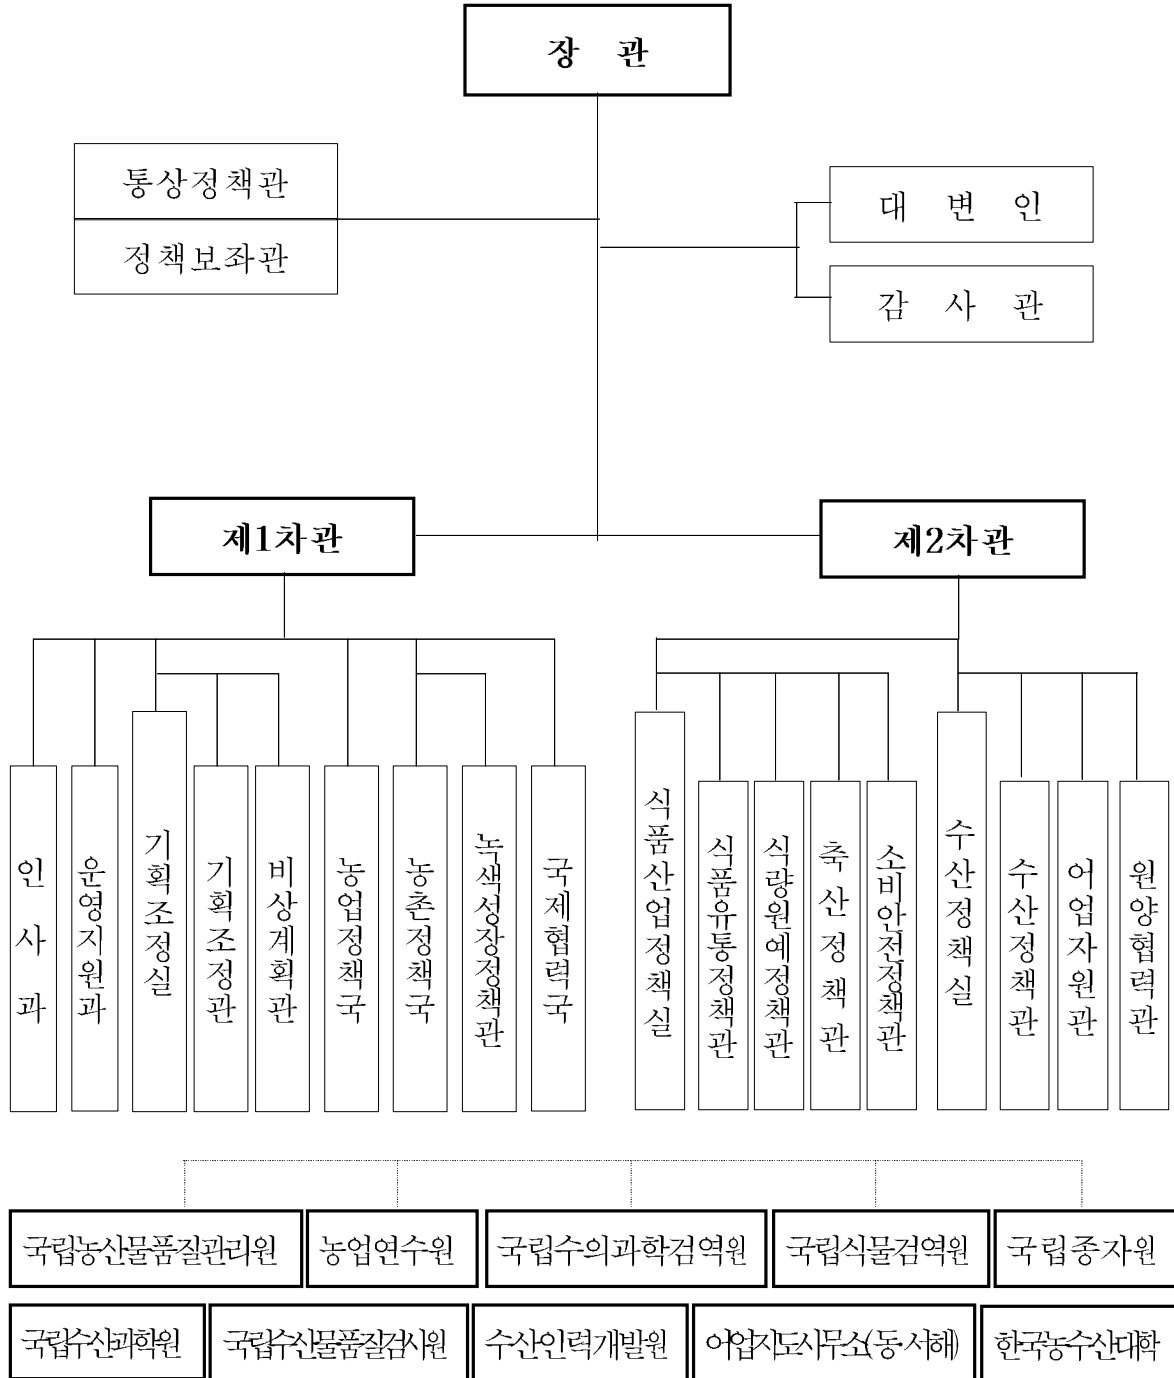 장 관
통상정책관
정책보좌관
대 변 인
감 사 관
제1차관
제2차관
인사과
운영지원과
기획조정실
기획조정관
비상계획관
농업정책국
농촌정책국
녹색성장정책관
국제협력국
식품산업정책실
식품유통정책관
식량원예정책관
축산정책관
소비안전정책관
수산정책실
수산정책관
어업자원관
원양협력관
국립농산물품질관리원
농업연수원
국립수의과학검역원
국립식물검역원
국립종자원
국립수산과학원
국립수산물품질검사원
수산인력개발원
어업지도사무소(동·서해)
한국농수산대학